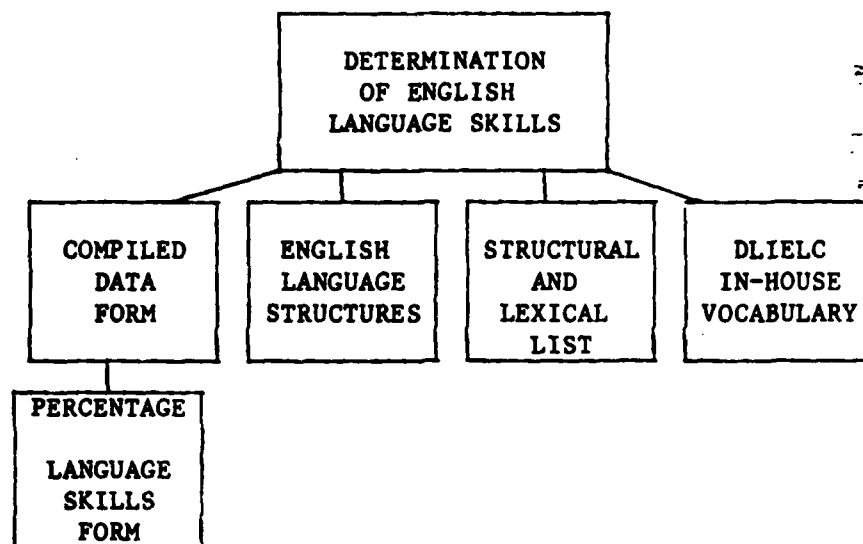 DETERMINATION
OF ENGLISH
LANGUAGE SKILLS
COMPILED
DATA
FORM
ENGLISH
LANGUAGE
STRUCTURES
STRUCTURAL
AND
LEXICAL
LIST
DLIELC
IN-HOUSE
VOCABULARY
PERCENTAGE
LANGUAGE
SKILLS
FORM